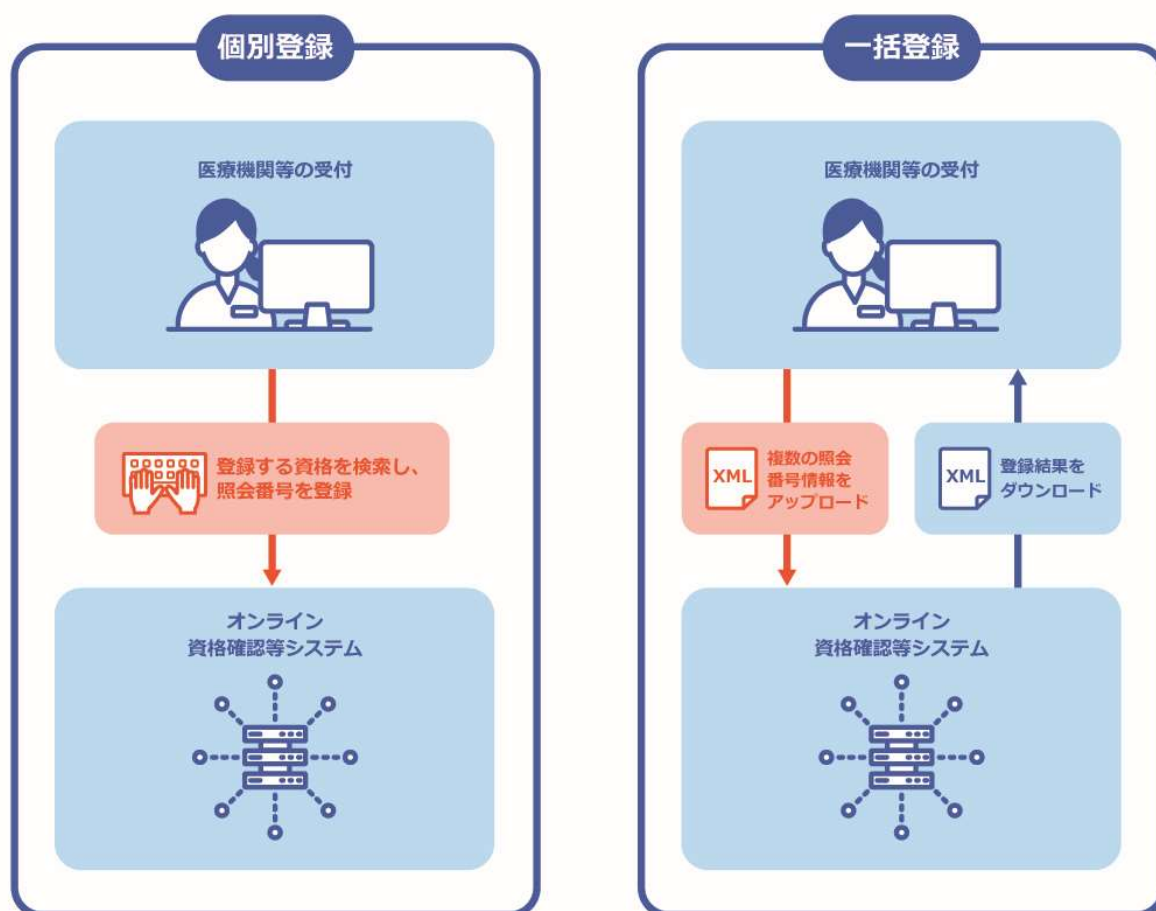 個別登録
医療機関等の受付
登録する資格を検索し、
照会番号を登録
オンライン
資格確認等システム
一括登録
医療機関等の受付
XML
複数の照会
番号情報を
アップロード
XML
登録結果を
ダウンロード
オンライン
資格確認等システム